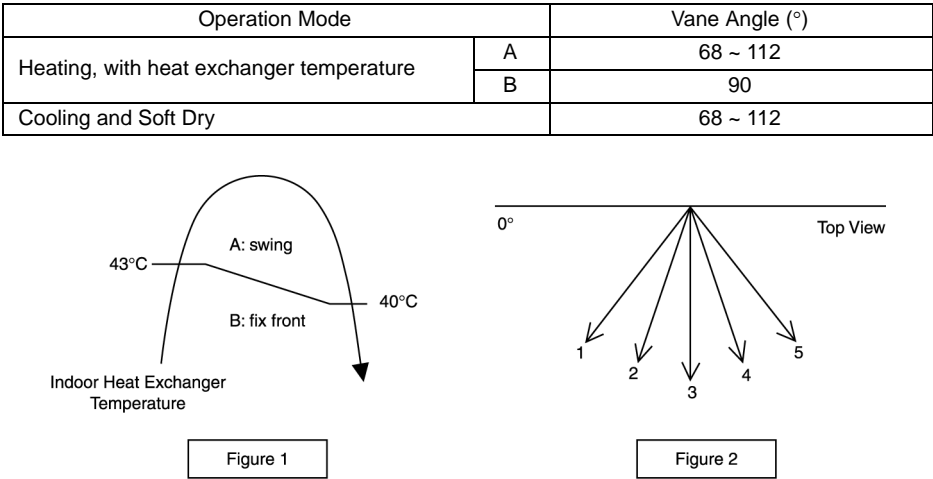 Operation Mode
Vane Angle (°)
Heating, with heat exchanger temperature
A
68 ~ 112
B
90
Cooling and Soft Dry
68 ~ 112
A: swing
43°C
40°C
B: fix front
Indoor Heat Exchanger
Temperature
Figure 1
0°
Top View
1
2
3
4
5
Figure 2